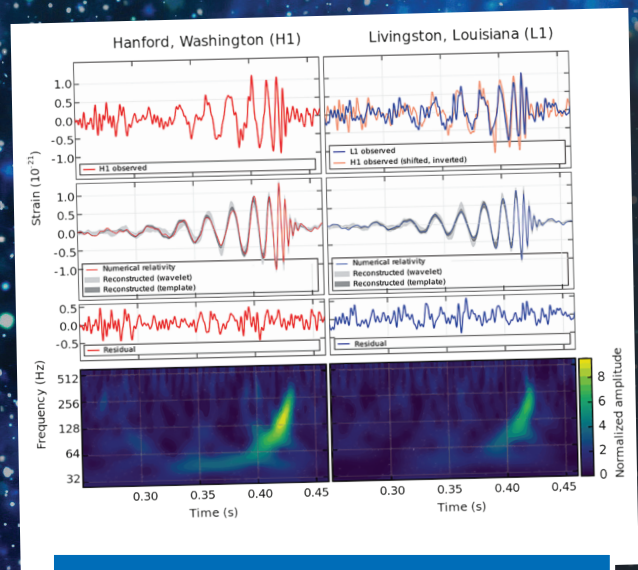 Hanford, Washington (H1)
Livingston, Louisiana (L1)
Strain (10⁻²¹)
1.0
0.5
0.0
-0.5
-1.0
H1 observed
L1 observed
H1 observed (shifted, inverted)
1.0
0.5
0.0
-0.5
-1.0
Numerical relativity
Reconstructed (wavelet)
Reconstructed (template)
Numerical relativity
Reconstructed (wavelet)
Reconstructed (template)
0.5
0.0
-0.5
Residual
Residual
Frequency (Hz)
512
256
128
64
32
0.30 0.35 0.40 0.45
Time (s)
0.30 0.35 0.40 0,45
Time (s)
8
6
4
2
0
Normalized amplitude